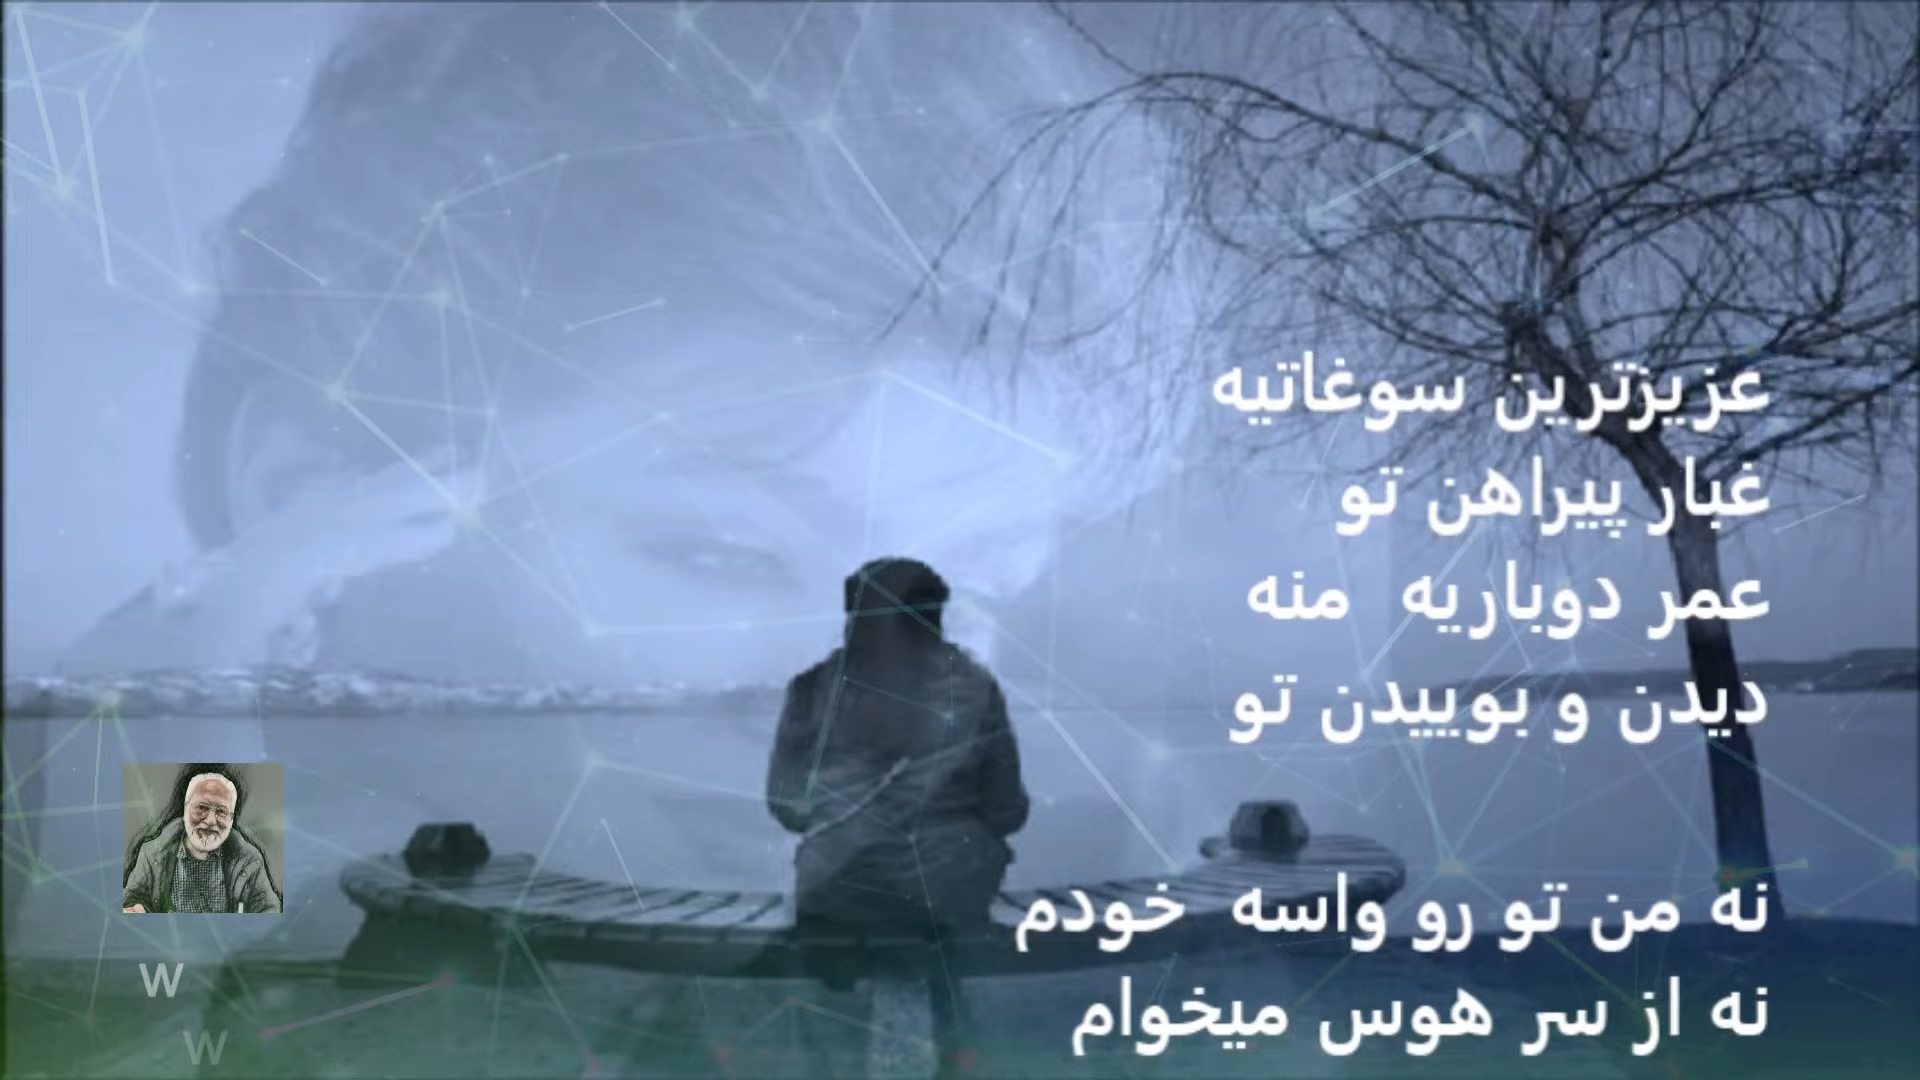 عزیزترین سوغاتیه
غبار پیراهن تو
عمر دوباریه منه
دیدن و بوییدن تو
نه من تو رو واسه خودم
نه از سر هوس میخوام
W
W